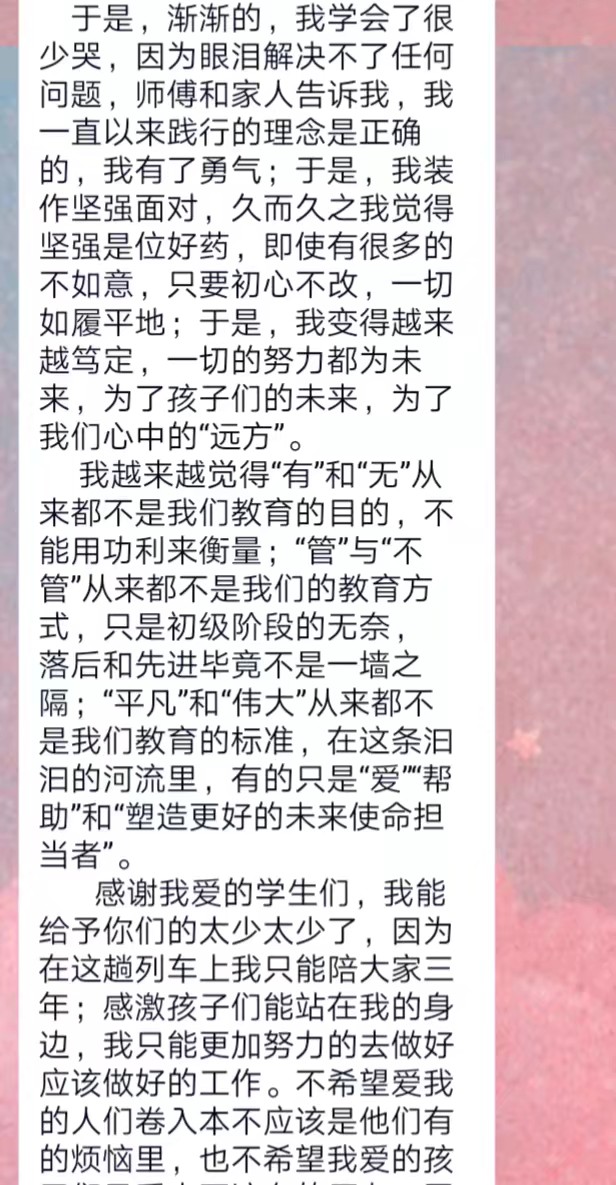 于是，渐渐的，我学会了很
少哭，因为眼泪解决不了任何
问题，师傅和家人告诉我，我
一直以来践行的理念是正确
的，我有了勇气；于是，我装
作坚强面对，久而久之我觉得
坚强是位好药，即使有很多的
不如意，只要初心不改，一切
如履平地；于是，我变得越来
越笃定，一切的努力都为未
来，为了孩子们的未来，为了
我们心中的“远方”。
我越来越觉得“有”和“无”从
来都不是我们教育的目的，不
能用功利来衡量；“管”与“不
管”从来都不是我们的教育方
式，只是初级阶段的无奈，
落后和先进毕竟不是一墙之
隔；“平凡”和“伟大”从来都不
是我们教育的标准，在这条汩
汩的河流里，有的只是“爱”“帮
助”和“塑造更好的未来使命担
当者”。
感谢我爱的学生们，我能
给予你们的太少太少了，因为
在这趟列车上我只能陪大家三
年；感激孩子们能站在我的身
边，我只能更加努力的去做好
应该做好的工作。不希望爱我
的人们卷入本不应该是他们有
的烦恼里，也不希望我爱的孩